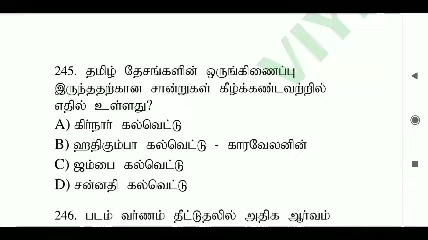 VIY
245. தமிழ் தேசங்களின் ஒருங்கிணைப்பு
இருந்ததற்கான சான்றுகள் கீழ்க்கண்டவற்றில்
எதில் உள்ளது?
A) கிர்நார் கல்வெட்டு
B) ஹதிகும்பா கல்வெட்டு - காரவேலனின்
C) ஜம்பை கல்வெட்டு
D) சன்னதி கல்வெட்டு
246. படம் வர்ணம் தீட்டுதலில் அதிக ஆர்வம்